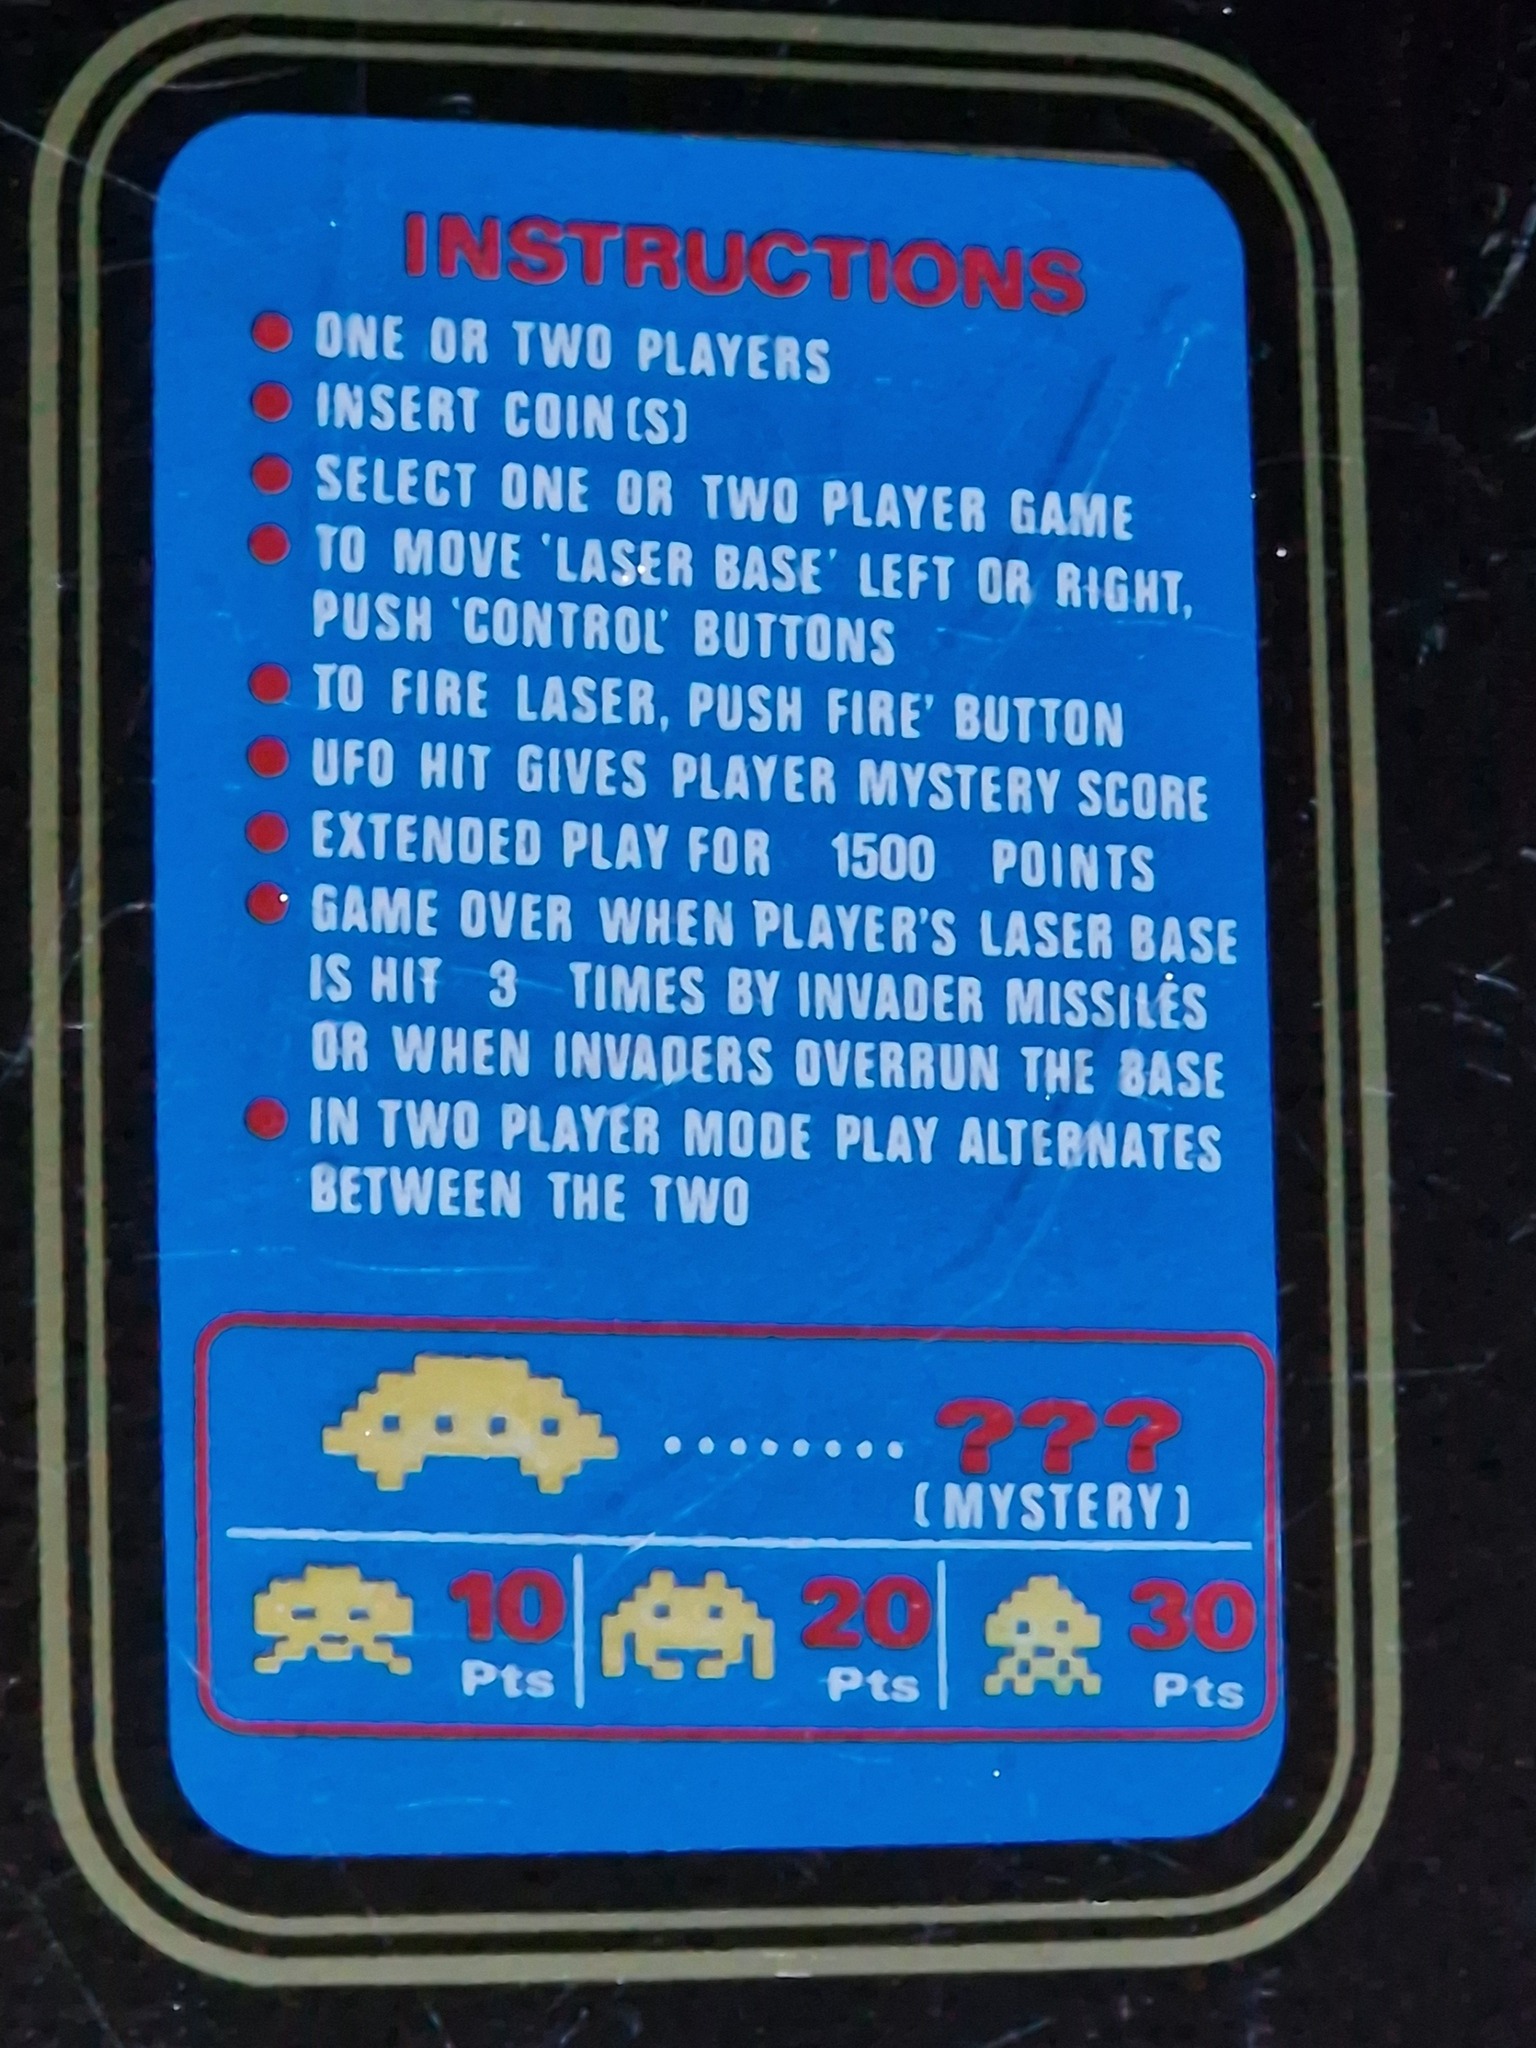 INSTRUCTIONS
ONE OR TWO PLAYERS
INSERT COIN(S)
SELECT ONE OR TWO PLAYER GAME
TO MOVE 'LASER BASE' LEFT OR RIGHT,
PUSH 'CONTROL' BUTTONS
TO FIRE LASER, PUSH FIRE' BUTTON
UFO HIT GIVES PLAYER MYSTERY SCORE
EXTENDED PLAY FOR 1500 POINTS
GAME OVER WHEN PLAYER'S LASER BASE
IS HIT 3 TIMES BY INVADER MISSILES
OR WHEN INVADERS OVERRUN THE BASE
IN TWO PLAYER MODE PLAY ALTERNATES
BETWEEN THE TWO
........ ???
(MYSTERY)
10 20 30
Pts Pts Pts